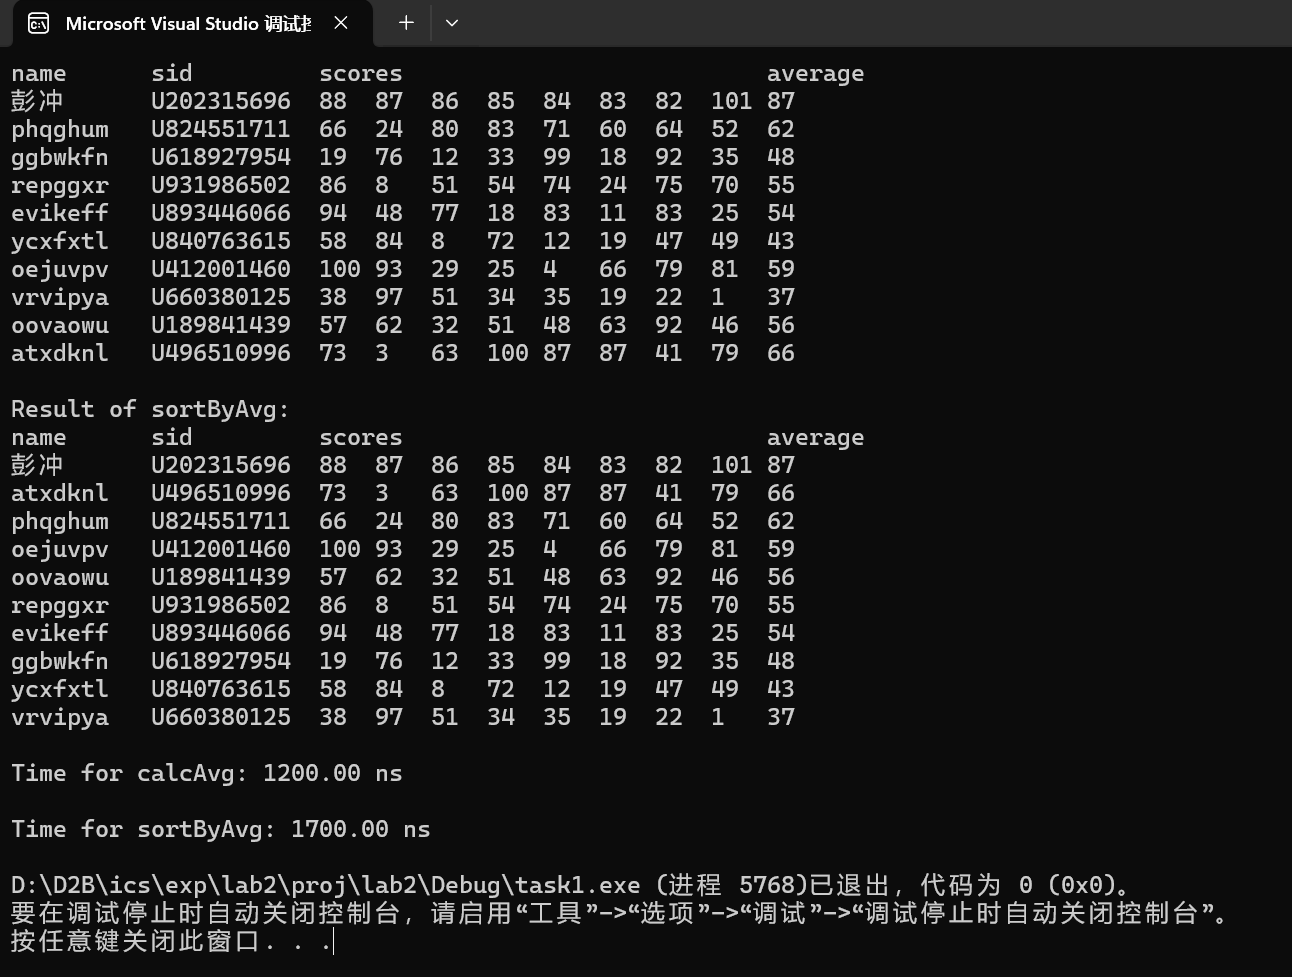 Microsoft Visual Studio 调试
name sid scores average
彭冲 U202315696 88 87 86 85 84 83 82 101 87
phqghum U824551711 66 24 80 83 71 60 64 52 62
ggbwkfn U618927954 19 76 12 33 99 18 92 35 48
repggxr U931986502 86 8 51 54 74 24 75 70 55
evikeff U893446066 94 48 77 18 83 11 83 25 54
ycxfxtl U840763615 58 84 8 72 12 19 47 49 43
oejuvpv U412001460 100 93 29 25 4 66 79 81 59
vrvipya U660380125 38 97 51 34 35 19 22 1 37
oovaowu U189841439 57 62 32 51 48 63 92 46 56
atxdknl U496510996 73 3 63 100 87 87 41 79 66
Result of sortByAvg:
name sid scores average
彭冲 U202315696 88 87 86 85 84 83 82 101 87
atxdknl U496510996 73 3 63 100 87 87 41 79 66
phqghum U824551711 66 24 80 83 71 60 64 52 62
oejuvpv U412001460 100 93 29 25 4 66 79 81 59
oovaowu U189841439 57 62 32 51 48 63 92 46 56
repggxr U931986502 86 8 51 54 74 24 75 70 55
evikeff U893446066 94 48 77 18 83 11 83 25 54
ggbwkfn U618927954 19 76 12 33 99 18 92 35 48
ycxfxtl U840763615 58 84 8 72 12 19 47 49 43
vrvipya U660380125 38 97 51 34 35 19 22 1 37
Time for calcAvg: 1200.00 ns
Time for sortByAvg: 1700.00 ns
D:\D2B\ics\exp\lab2\proj\lab2\Debug\task1.exe (进程 5768)已退出，代码为 0 (0x0)。
要在调试停止时自动关闭控制台，请启用“工具”->“选项”->“调试”->“调试停止时自动关闭控制台”。
按任意键关闭此窗口. . .